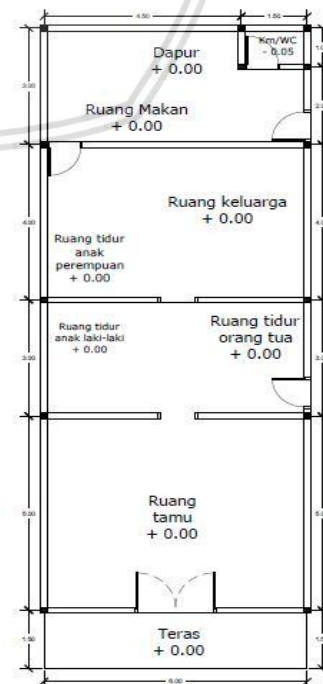 4.50
1.50
Dapur
+ 0.00
Km/WC
- 0.05
Ruang Makan
+ 0.00
3.00
Ruang keluarga
+ 0.00
Ruang tidur
anak
perempuan
+ 0.00
4.00
Ruang tidur
anak laki-laki
+ 0.00
Ruang tidur
orang tua
+ 0.00
3.00
Ruang
tamu
+ 0.00
5.00
Teras
+ 0.00
1.50
6.00